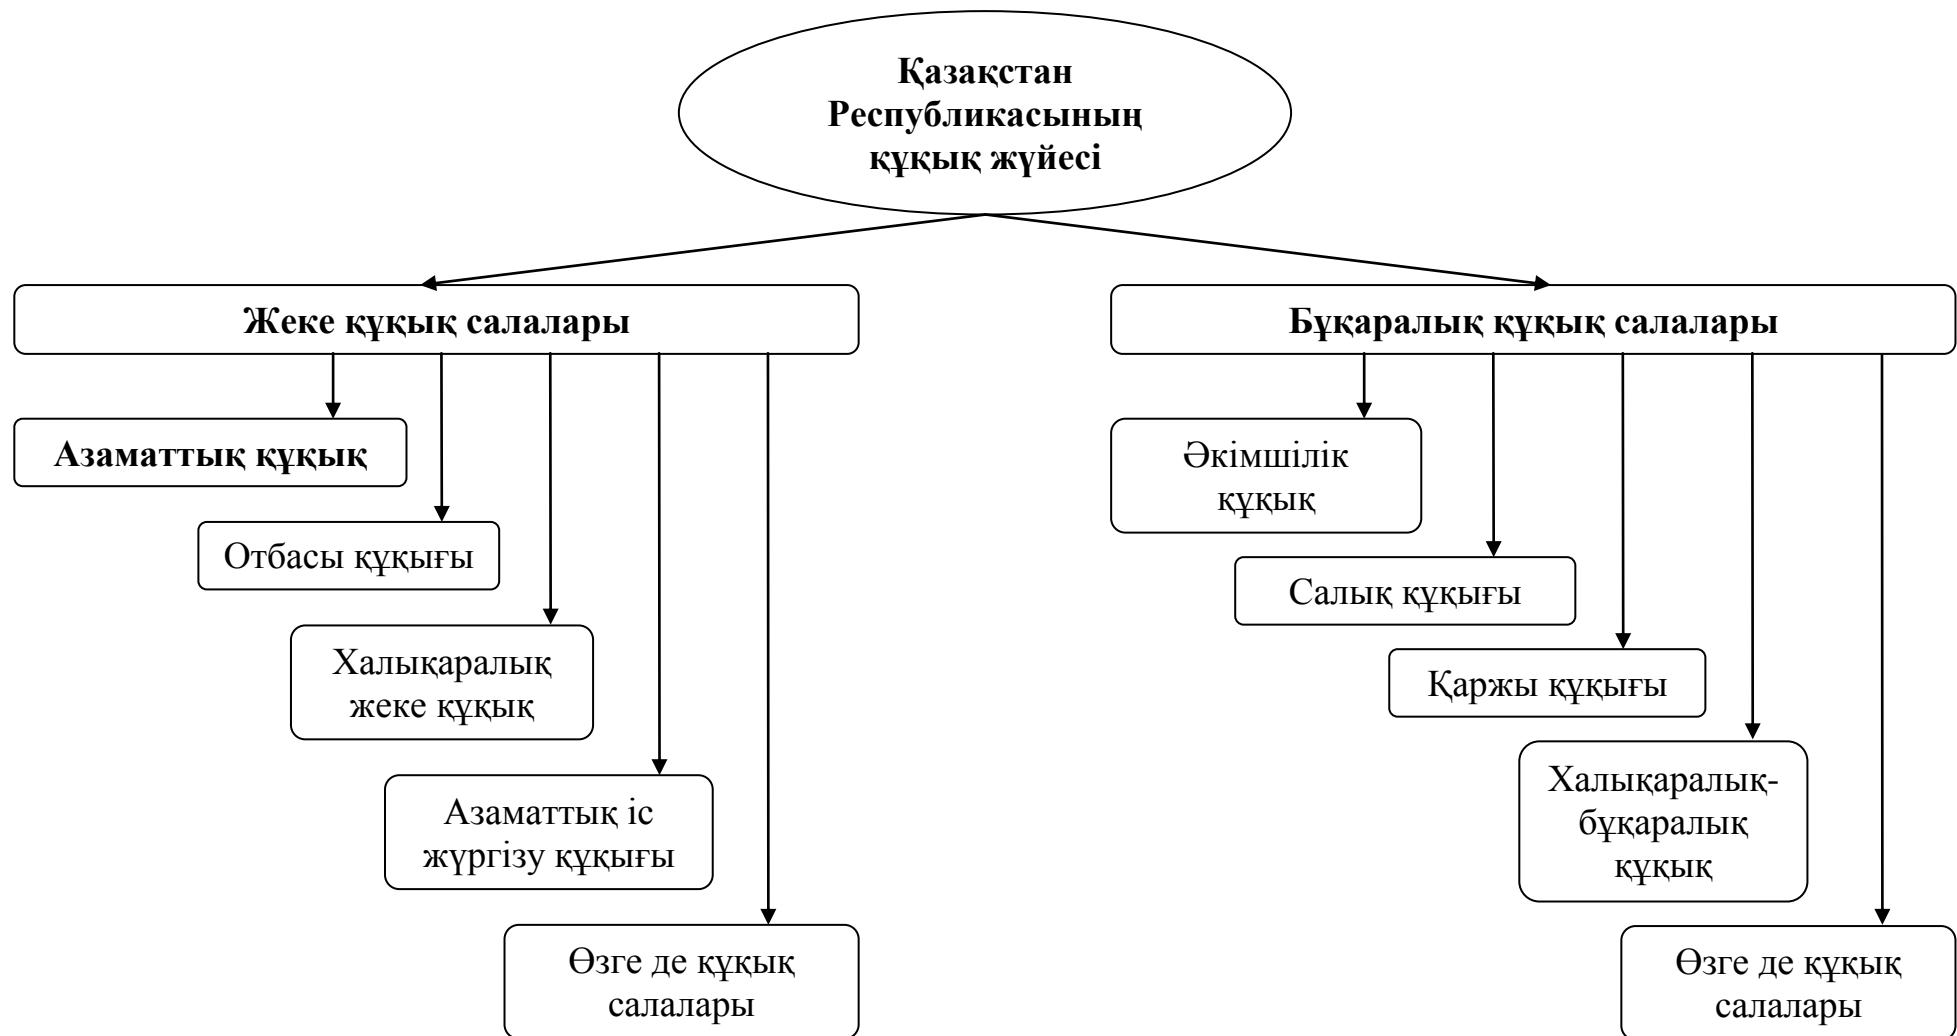 Қазақстан
Республикасының
құқық жүйесі
Жеке құқық салалары
Азаматтық құқық
Отбасы құқығы
Халықаралық
жеке құқық
Азаматтық іс
жүргізу құқығы
Өзге де құқық
салалары
Бұқаралық құқық салалары
Әкімшілік
құқық
Салық құқығы
Қаржы құқығы
Халықаралық-
бұқаралық
құқық
Өзге де құқық
салалары